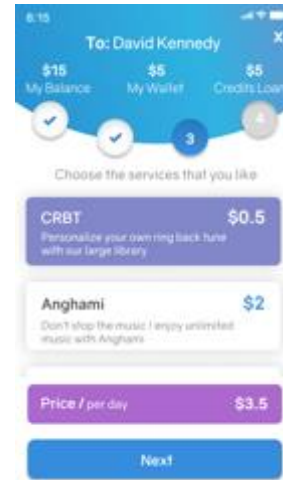 8:15
To: David Kennedy
X
$15
$5
$5
My Balance
My Wallet
Credits Loan
3
4
Choose the services that you like
CRBT
$0.5
Personalize your own ring back tune
with our large library
Anghami
$2
Don't stop the music ! enjoy unlimited
music with Anghami
Price / per day
$3.5
Next